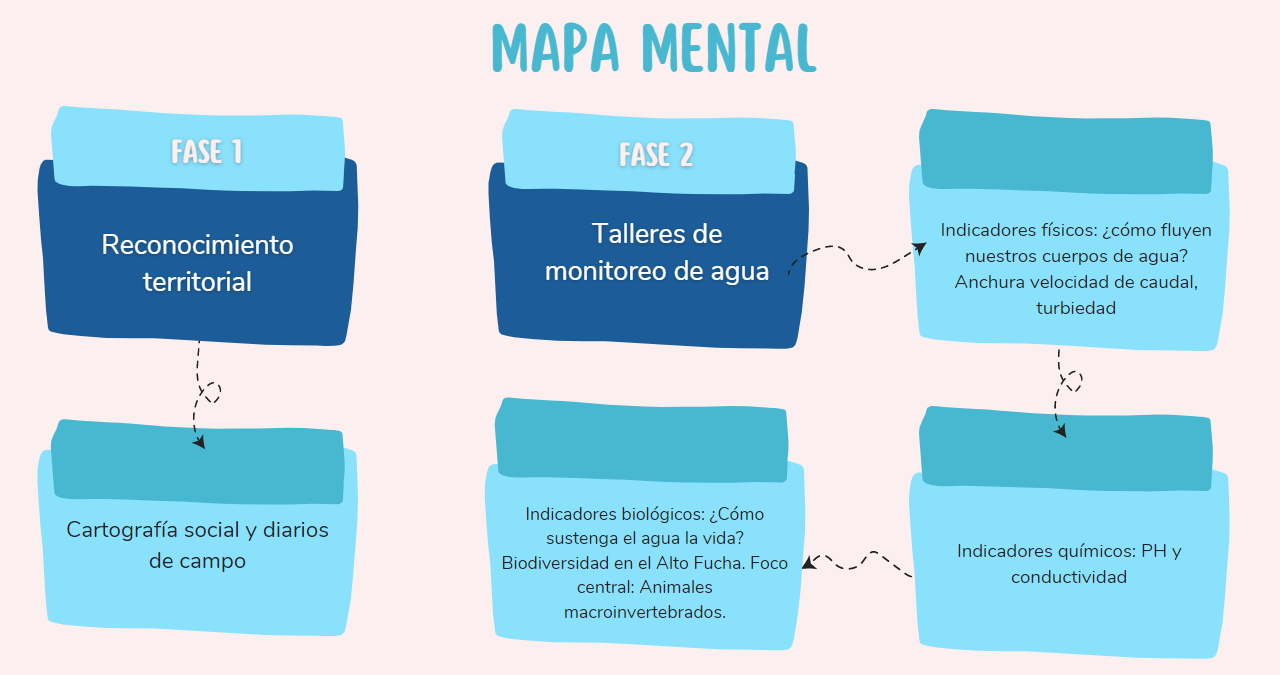 MAPA MENTAL
FASE 1
Reconocimiento
territorial
Cartografía social y diarios
de campo
FASE 2
Talleres de
monitoreo de agua
Indicadores físicos: ¿cómo fluyen
nuestros cuerpos de agua?
Anchura velocidad de caudal,
turbiedad
Indicadores químicos: PH y
conductividad
Indicadores biológicos: ¿Cómo
sustenga el agua la vida?
Biodiversidad en el Alto Fucha. Foco
central: Animales
macroinvertebrados.